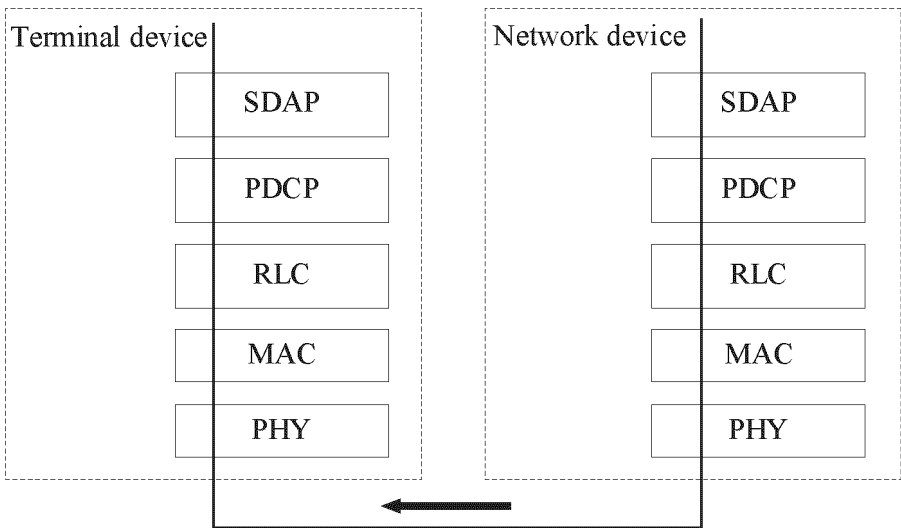 Terminal device
SDAP
PDCP
RLC
MAC
PHY
Network device
SDAP
PDCP
RLC
MAC
PHY